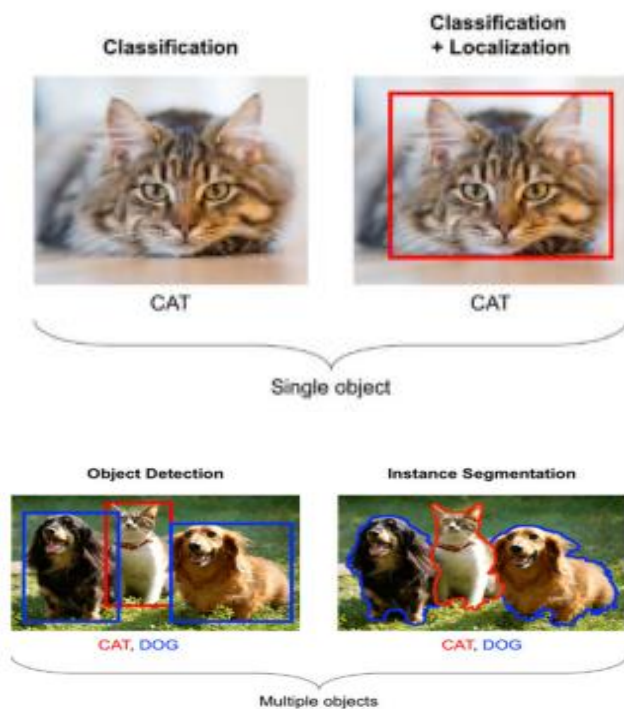 Classification
Classification
+ Localization
CAT
CAT
Single object
Object Detection
Instance Segmentation
CAT, DOG
CAT, DOG
Multiple objects